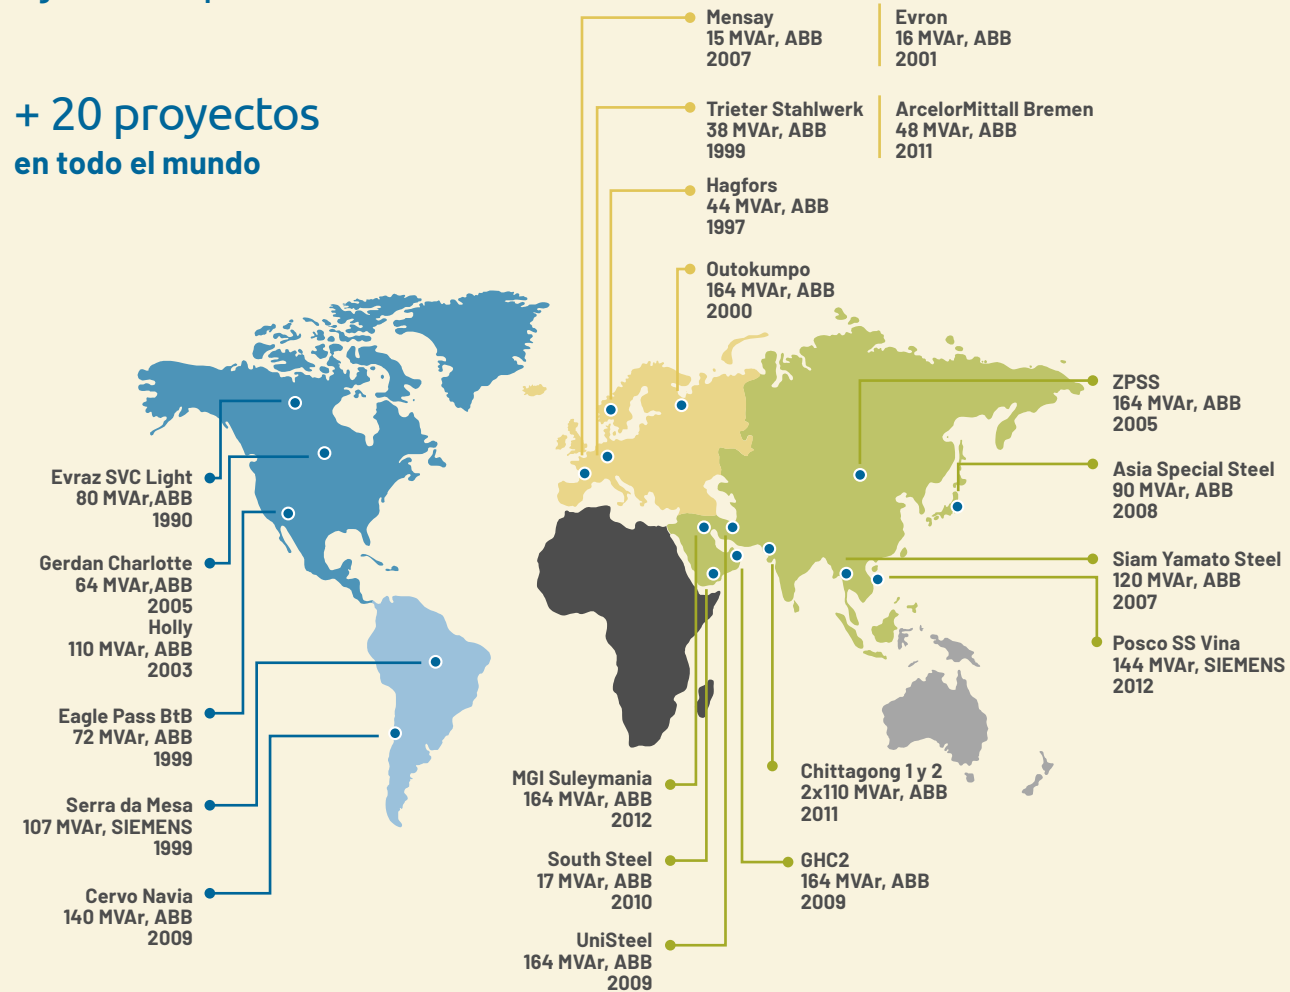 + 20 proyectos
en todo el mundo
Mensay
15 MVAr, ABB
2007
Evron
16 MVAr, ABB
2001
Trieter Stahlwerk
38 MVAr, ABB
1999
ArcelorMittall Bremen
48 MVAr, ABB
2011
Hagfors
44 MVAr, ABB
1997
Outokumpo
164 MVAr, ABB
2000
Evraz SVC Light
80 MVAr,ABB
1990
Gerdan Charlotte
64 MVAr,ABB
2005
Holly
110 MVAr, ABB
2003
Eagle Pass BtB
72 MVAr, ABB
1999
Serra da Mesa
107 MVAr, SIEMENS
1999
Cervo Navia
140 MVAr, ABB
2009
MGI Suleymania
164 MVAr, ABB
2012
South Steel
17 MVAr, ABB
2010
UniSteel
164 MVAr, ABB
2009
Chittagong 1 y 2
2x110 MVAr, ABB
2011
GHC2
164 MVAr, ABB
2009
ZPSS
164 MVAr, ABB
2005
Asia Special Steel
90 MVAr, ABB
2008
Siam Yamato Steel
120 MVAr, ABB
2007
Posco SS Vina
144 MVAr, SIEMENS
2012